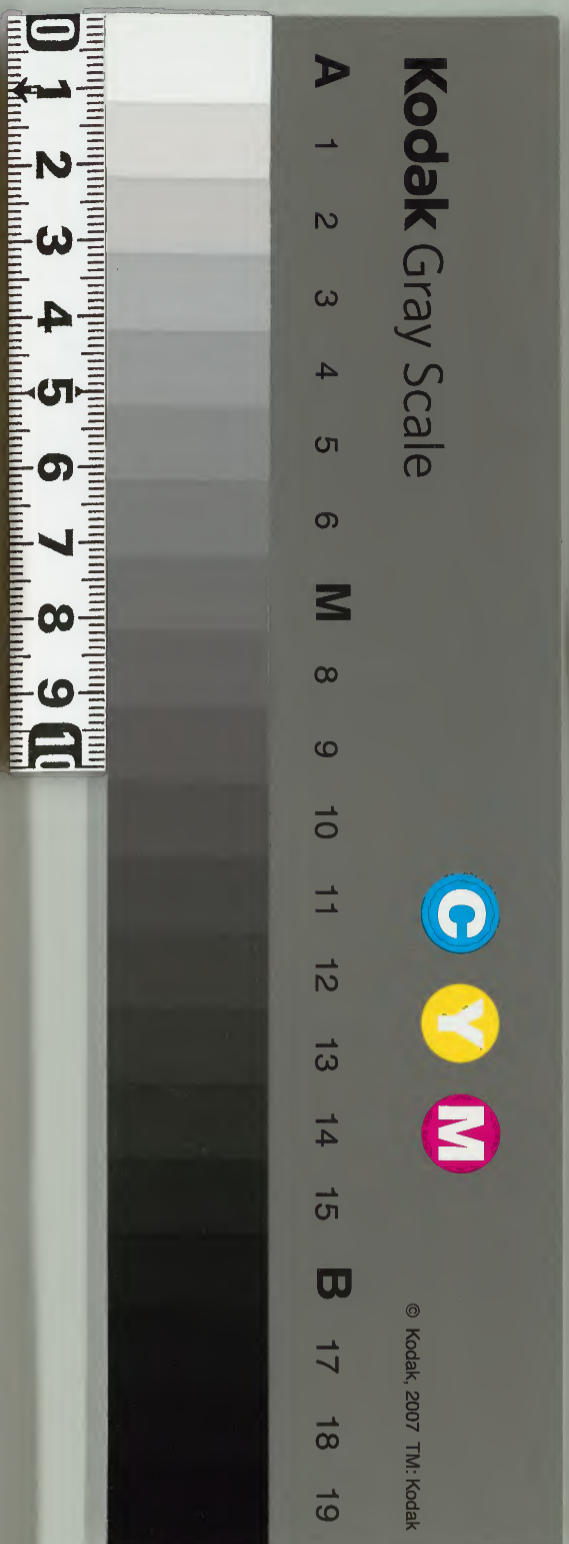 Kodak Gray Scale
C Y M
© Kodak, 2007 TM: Kodak
A 1 2 3 4 5 6 M 8 9 10 11 12 13 14 15 B 17 18 19
0 1 2 3 4 5 6 7 8 9 10